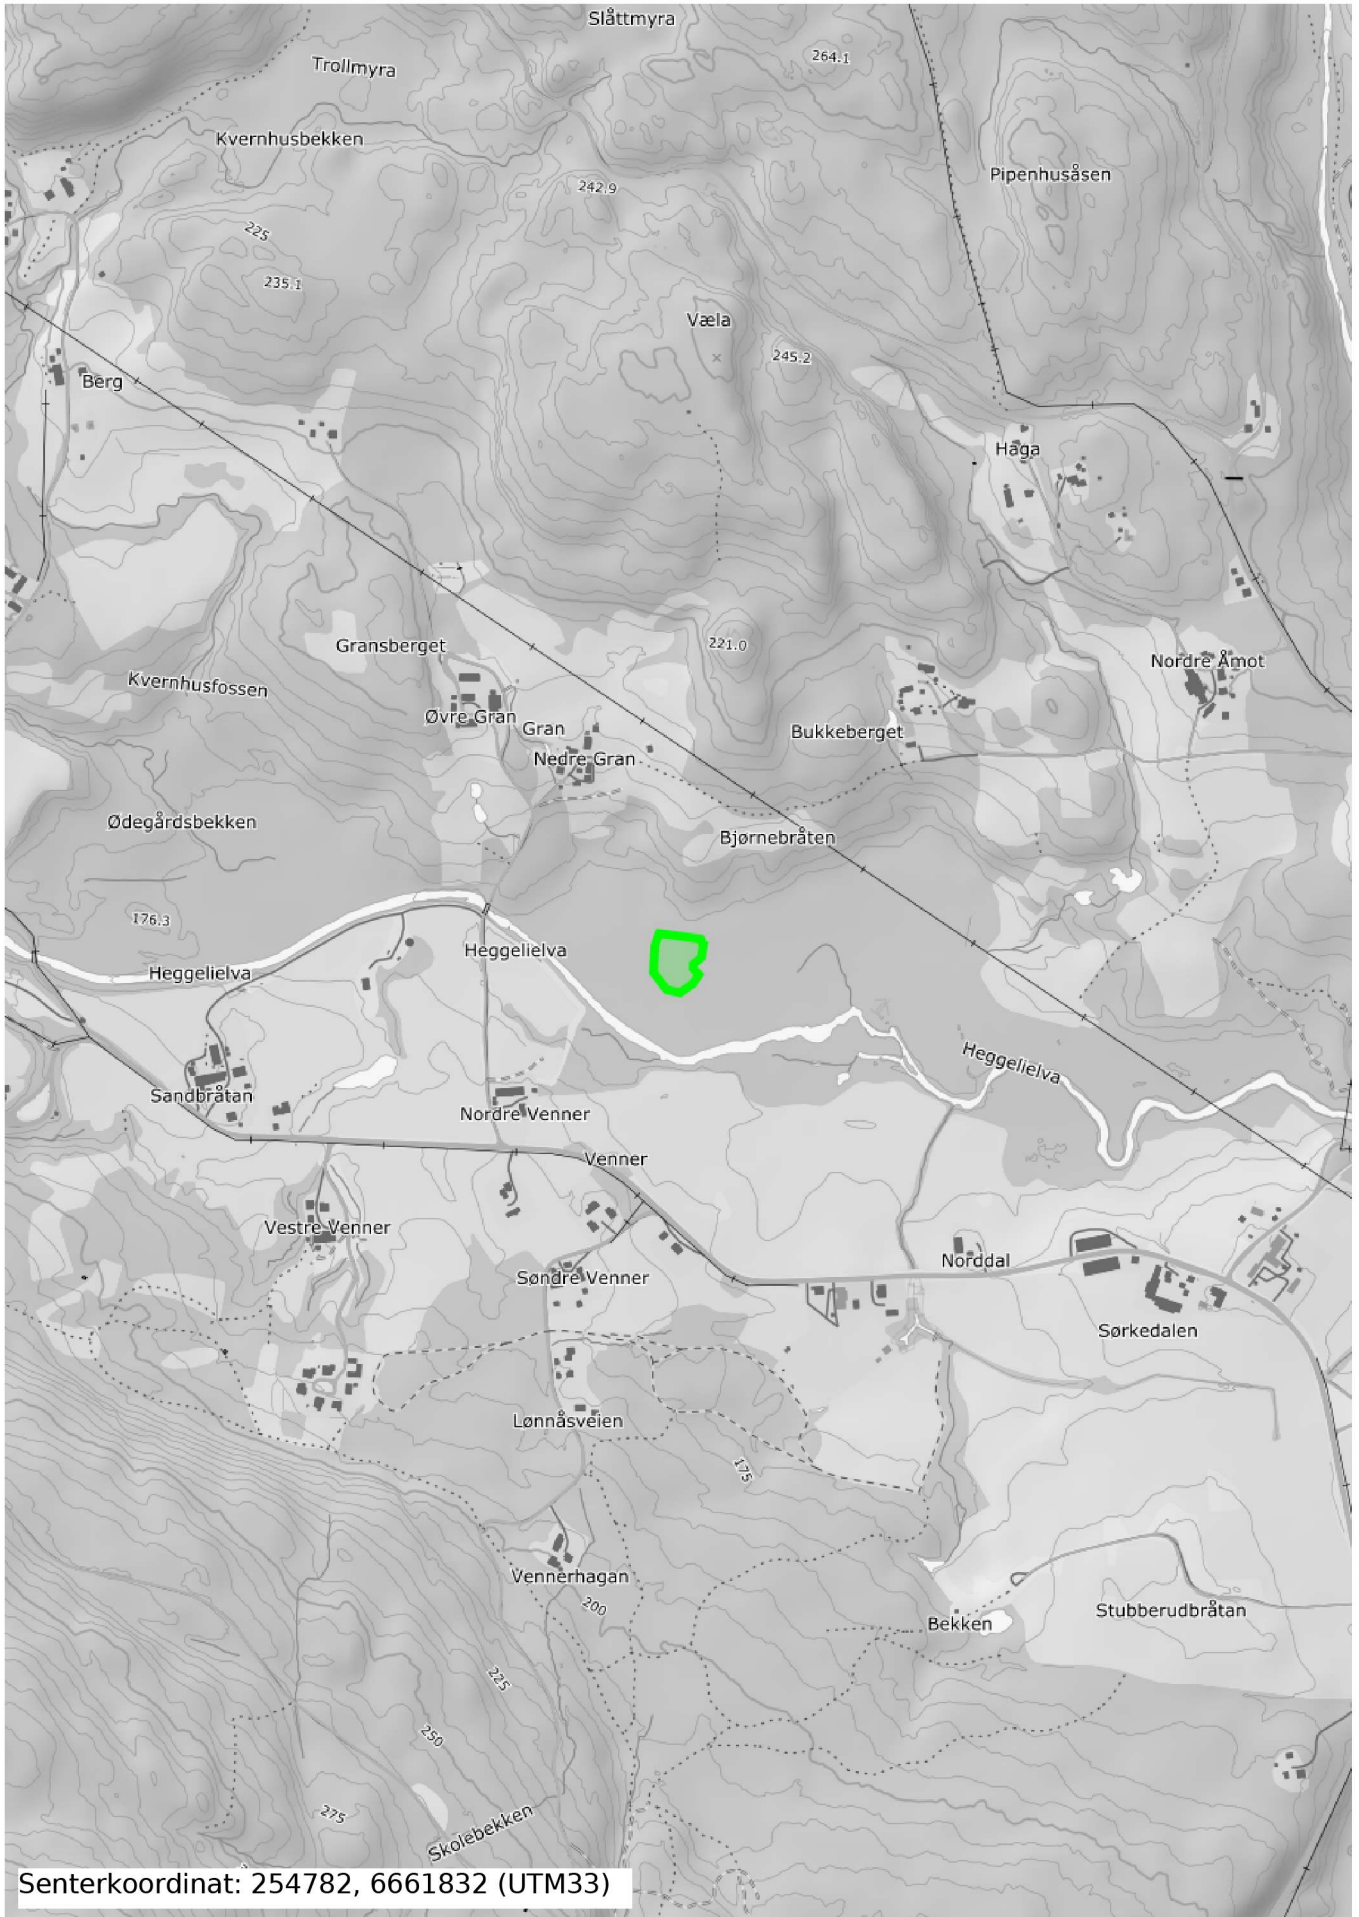 Slåttmyra
264.1
Trollmyra
Kvernhusbekken
Pipenhusåsen
242.9
225
235.1
Væla
245.2
Berg
Haga
Gransberget
221.0
Nordre Åmot
Kvernhusfossen
Øvre Gran
Gran
Bukkeberget
Nedre Gran
Ødegårdsbekken
Bjørnebråten
176.3
Heggelielva
Heggelielva
Heggelielva
Sandbråtan
Nordre Venner
Venner
Vestre Venner
Norddal
Søndre Venner
Sørkedalen
Lønnåsveien
175
Vennerhagan
200
Stubberudbråtan
Bekken
225
250
275
Skolebekken
Senterkoordinat: 254782, 6661832 (UTM33)